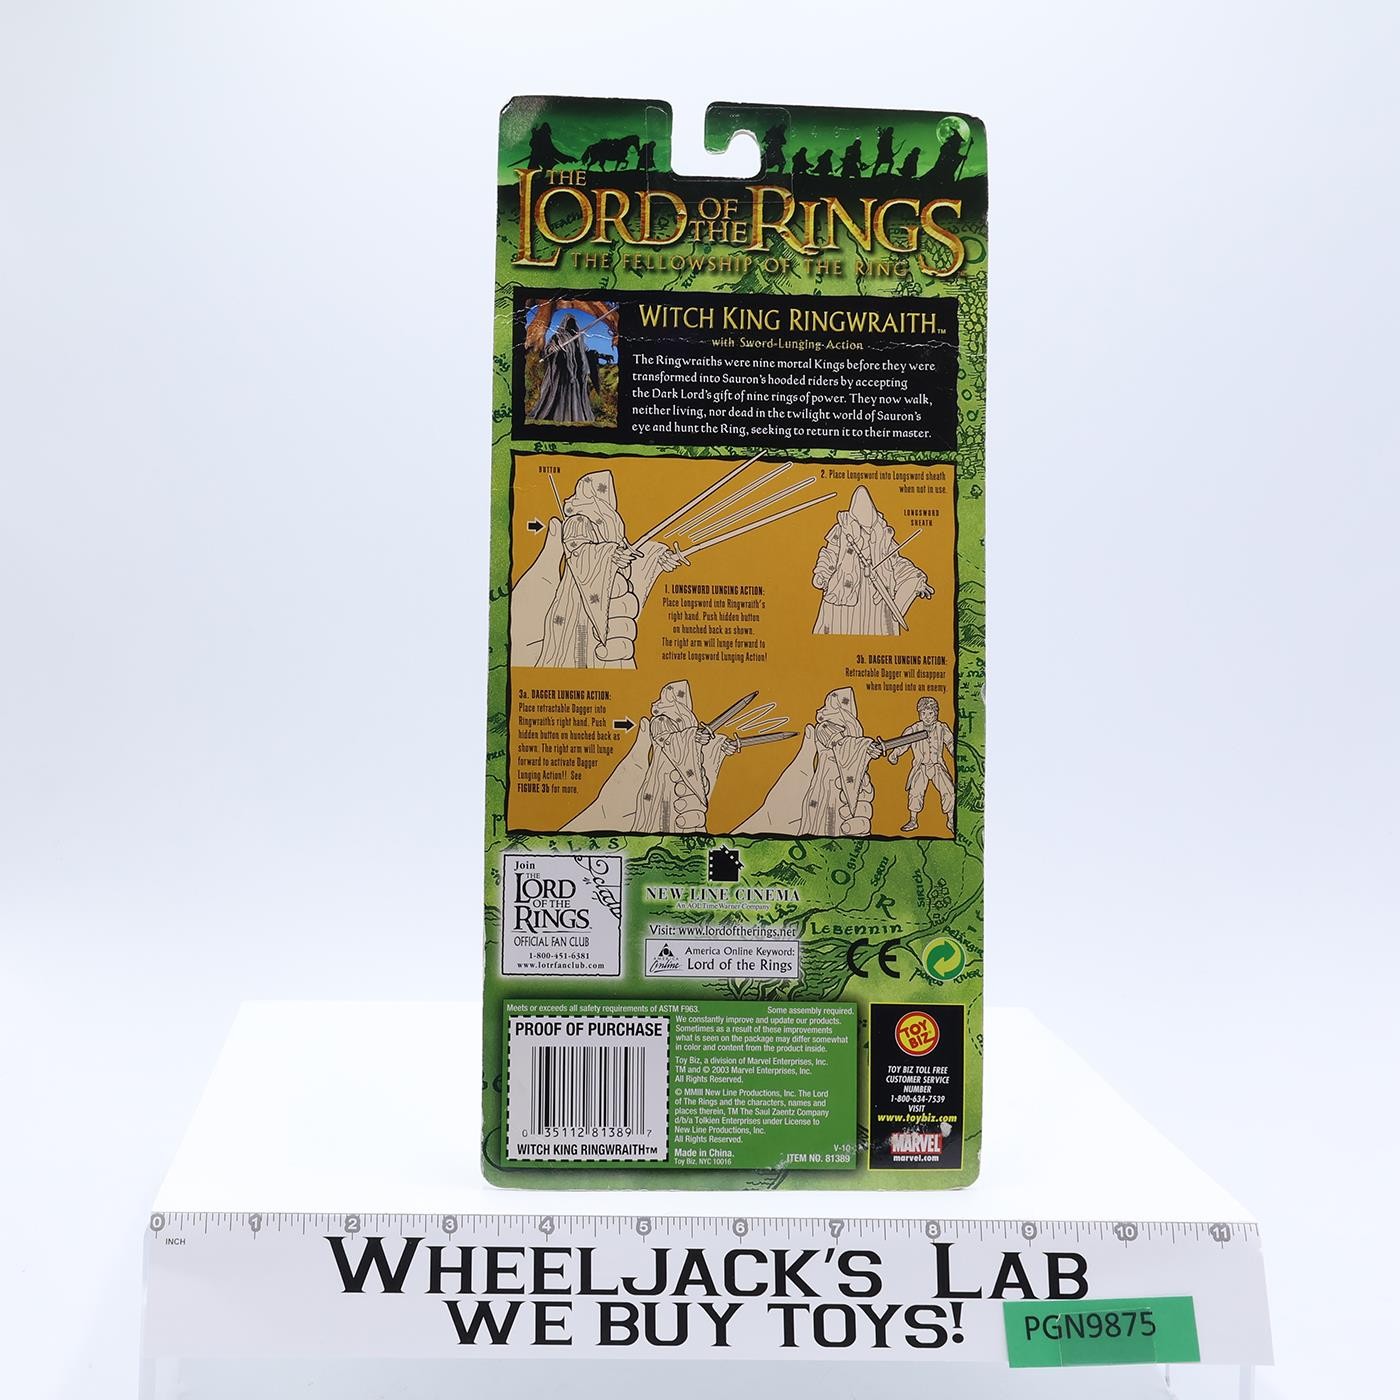 THE
LORD OF THE RINGS
THE FELLOWSHIP OF THE RING
WITCH KING RINGWRAITH™
with Sword-Lunging Action
The Ringwraiths were nine mortal Kings before they were
transformed into Sauron's hooded riders by accepting
the Dark Lord's gift of nine rings of power. They now walk,
neither living, nor dead in the twilight world of Sauron's
eye and hunt the Ring, seeking to return it to their master.
BUTTON
2. Place Longsword into Longsword sheath
when not in use.
LONGSWORD
SHEATH
1. LONGSWORD LUNGING ACTION:
Place Longsword into Ringwraith's
right hand. Push hidden button
on hunched back as shown.
The right arm will lunge forward to
activate Longsword Lunging Action!
3b. DAGGER LUNGING ACTION:
Retractable Dagger will disappear
when lunged into an enemy.
3a. DAGGER LUNGING ACTION:
Place retractable Dagger into
Ringwraith's right hand. Push
hidden button on hunched back as
shown. The right arm will lunge
forward to activate Dagger
Lunging Action!! See
FIGURE 3b for more.
Join
THE
LORD
OF THE
RINGS
OFFICIAL FAN CLUB
1-800-451-6381
www.lotrfanclub.com
NEW LINE CINEMA
An AOL Time Warner Company
Visit: www.lordoftherings.net
AMERICA
Online
America Online Keyword:
Lord of the Rings
LEBENNIN
CE
Meets or exceeds all safety requirements of ASTM F963.
Some assembly required.
PROOF OF PURCHASE
0 35112 81389 7
WITCH KING RINGWRAITH™
We constantly improve and update our products.
Sometimes as a result of these improvements
what is seen on the package may differ somewhat
in color and content from the product inside.
Toy Biz, a division of Marvel Enterprises, Inc.
TM and © 2003 Marvel Enterprises, Inc.
All Rights Reserved.
© MMIII New Line Productions, Inc. The Lord
of The Rings and the characters, names and
places therein, TM The Saul Zaentz Company
d/b/a Tolkien Enterprises under License to
New Line Productions, Inc.
All Rights Reserved.
V-10
Made in China.
Toy Biz, NYC 10016
ITEM NO. 81389
TOY
BIZ
TOY BIZ TOLL FREE
CUSTOMER SERVICE
NUMBER
1-800-634-7539
VISIT
www.toybiz.com
MARVEL
marvel.com
0 1 2 3 4 5 6 7 8 9 10 11
INCH
WHEELJACK'S LAB
WE BUY TOYS!
PGN9875